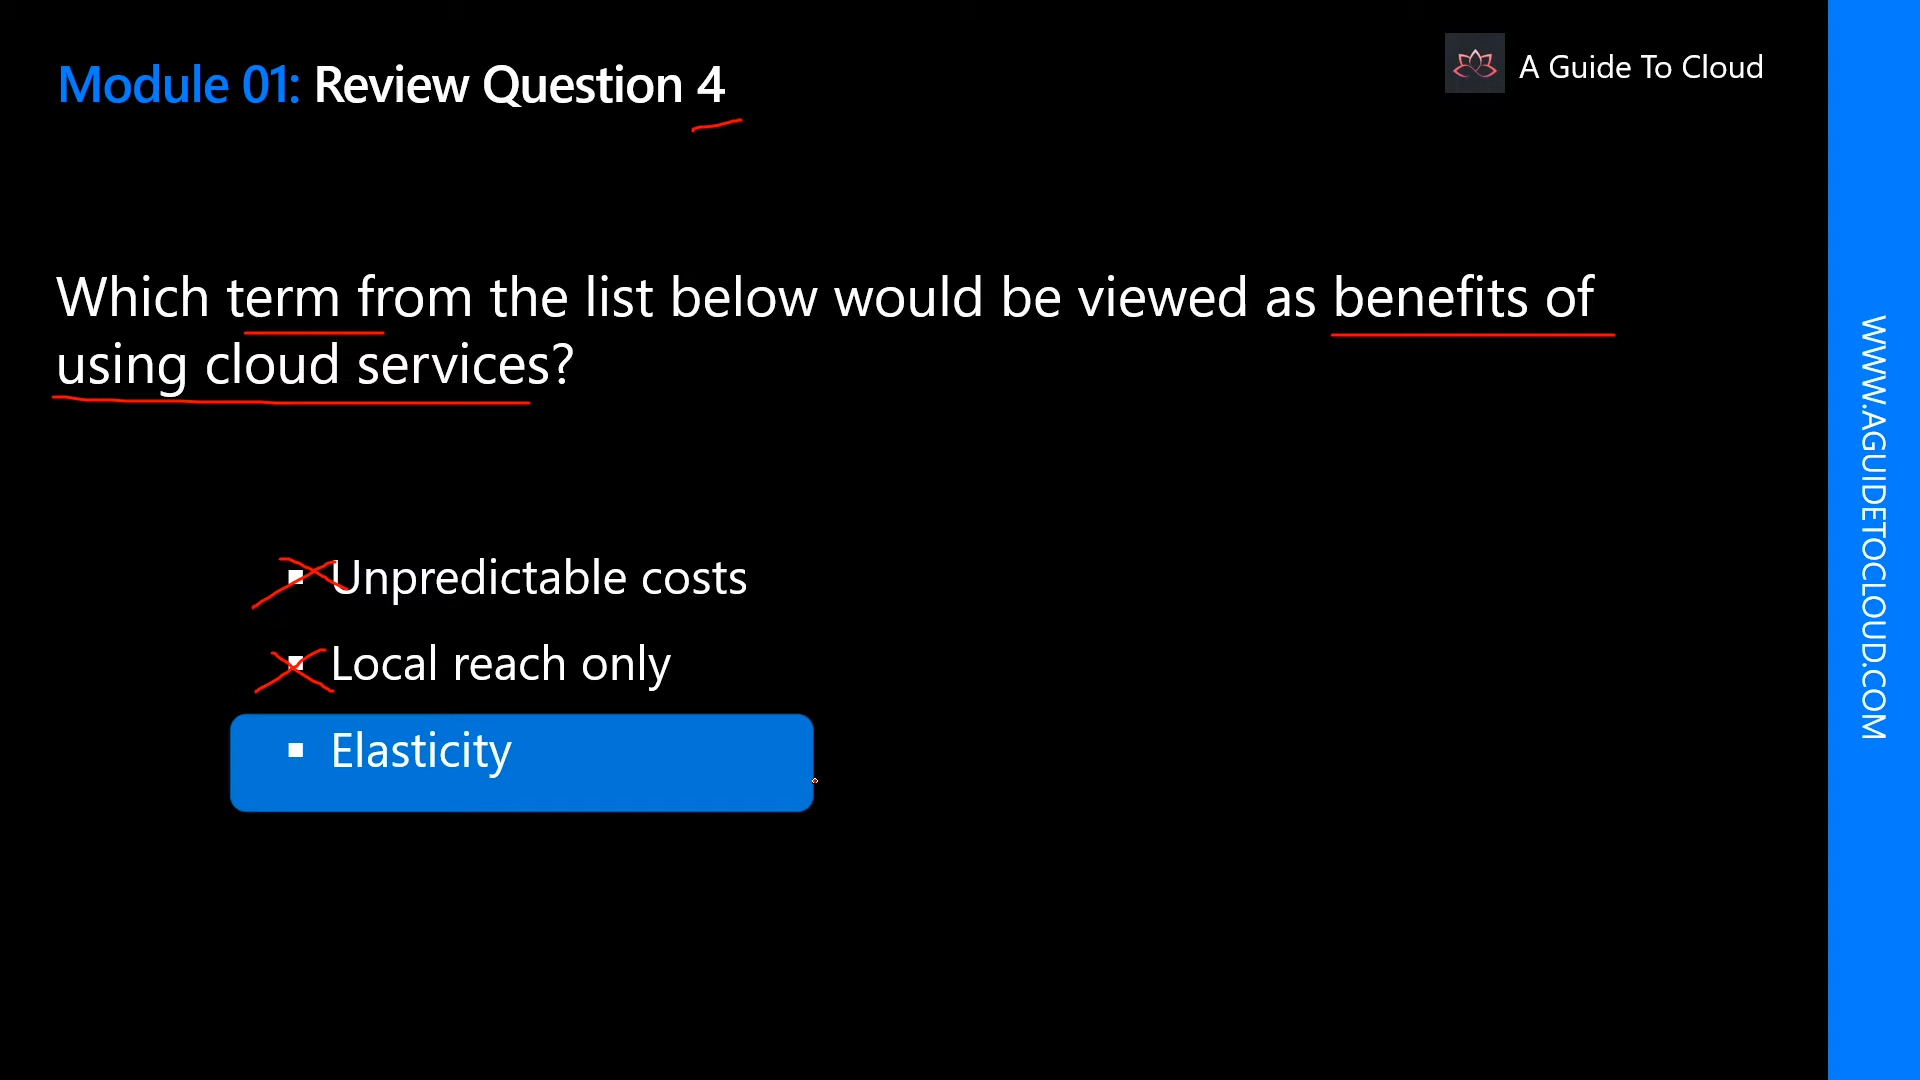 Module 01: Review Question 4
A Guide To Cloud
Which term from the list below would be viewed as benefits of
using cloud services?
▪ Unpredictable costs
▪ Local reach only
▪ Elasticity
WWW.AGUIDETOCLOUD.COM